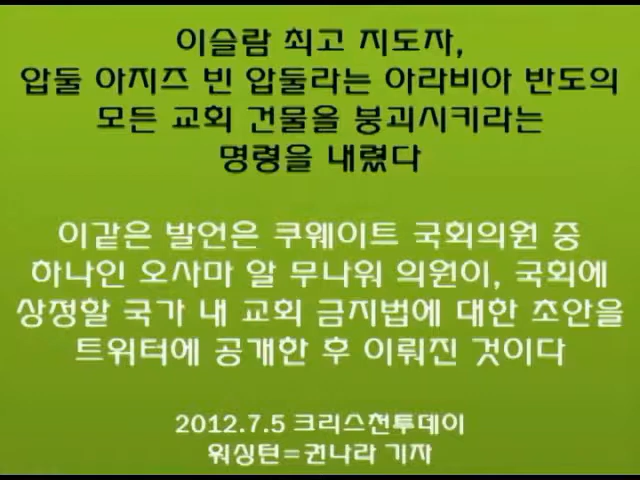 이슬람 최고 지도자,
압둘 아지즈 빈 압둘라는 아라비아 반도의
모든 교회 건물을 붕괴시키라는
명령을 내렸다
이같은 발언은 쿠웨이트 국회의원 중
하나인 오사마 알 무나워 의원이, 국회에
상정할 국가 내 교회 금지법에 대한 초안을
트위터에 공개한 후 이뤄진 것이다
2012.7.5 크리스천투데이
워싱턴=권나라 기자